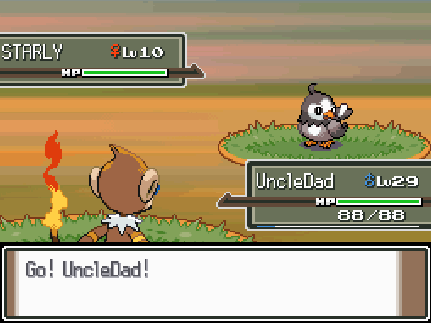 STARLY ♀Lv10
HP
UncleDad ♂Lv29
HP
88/88
Go! UncleDad!